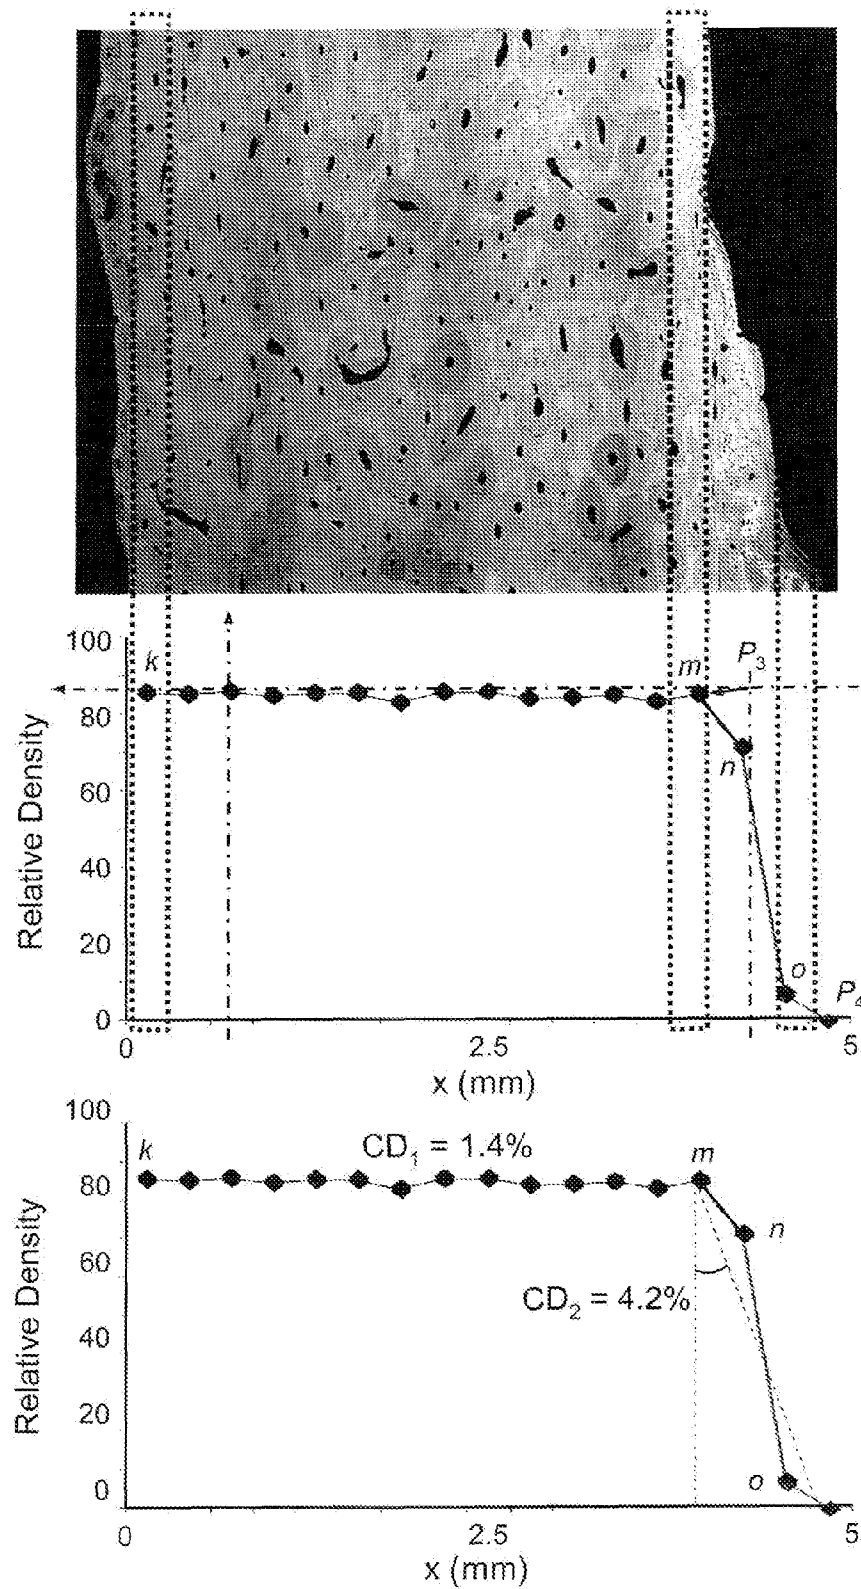 100
80
60
40
20
0
Relative Density
k
m
P3
n
o
P4
0
2.5
5
x (mm)
100
80
60
40
20
0
Relative Density
k
CD1 = 1.4%
m
n
CD2 = 4.2%
o
0
2.5
5
x (mm)